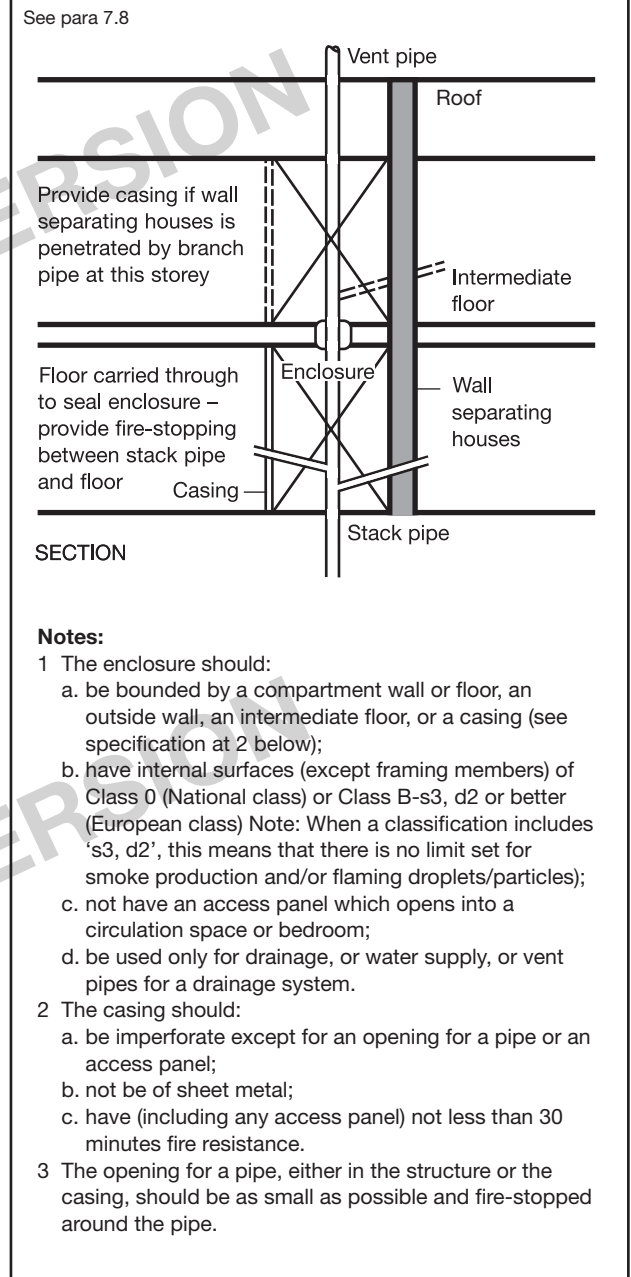 See para 7.8
Vent pipe
Roof
Provide casing if wall
separating houses is
penetrated by branch
pipe at this storey
Intermediate
floor
Floor carried through
to seal enclosure –
provide fire-stopping
between stack pipe
and floor
Enclosure
Wall
separating
houses
Casing
Stack pipe
SECTION
ERSION
Notes:
1 The enclosure should:
a. be bounded by a compartment wall or floor, an
outside wall, an intermediate floor, or a casing (see
specification at 2 below);
b. have internal surfaces (except framing members) of
Class 0 (National class) or Class B-s3, d2 or better
(European class) Note: When a classification includes
‘s3, d2’, this means that there is no limit set for
smoke production and/or flaming droplets/particles);
c. not have an access panel which opens into a
circulation space or bedroom;
d. be used only for drainage, or water supply, or vent
pipes for a drainage system.
2 The casing should:
a. be imperforate except for an opening for a pipe or an
access panel;
b. not be of sheet metal;
c. have (including any access panel) not less than 30
minutes fire resistance.
3 The opening for a pipe, either in the structure or the
casing, should be as small as possible and fire-stopped
around the pipe.
ERSION